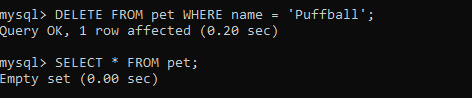 mysql> DELETE FROM pet WHERE name = 'Puffball';
Query OK, 1 row affected (0.20 sec)
mysql> SELECT * FROM pet;
Empty set (0.00 sec)